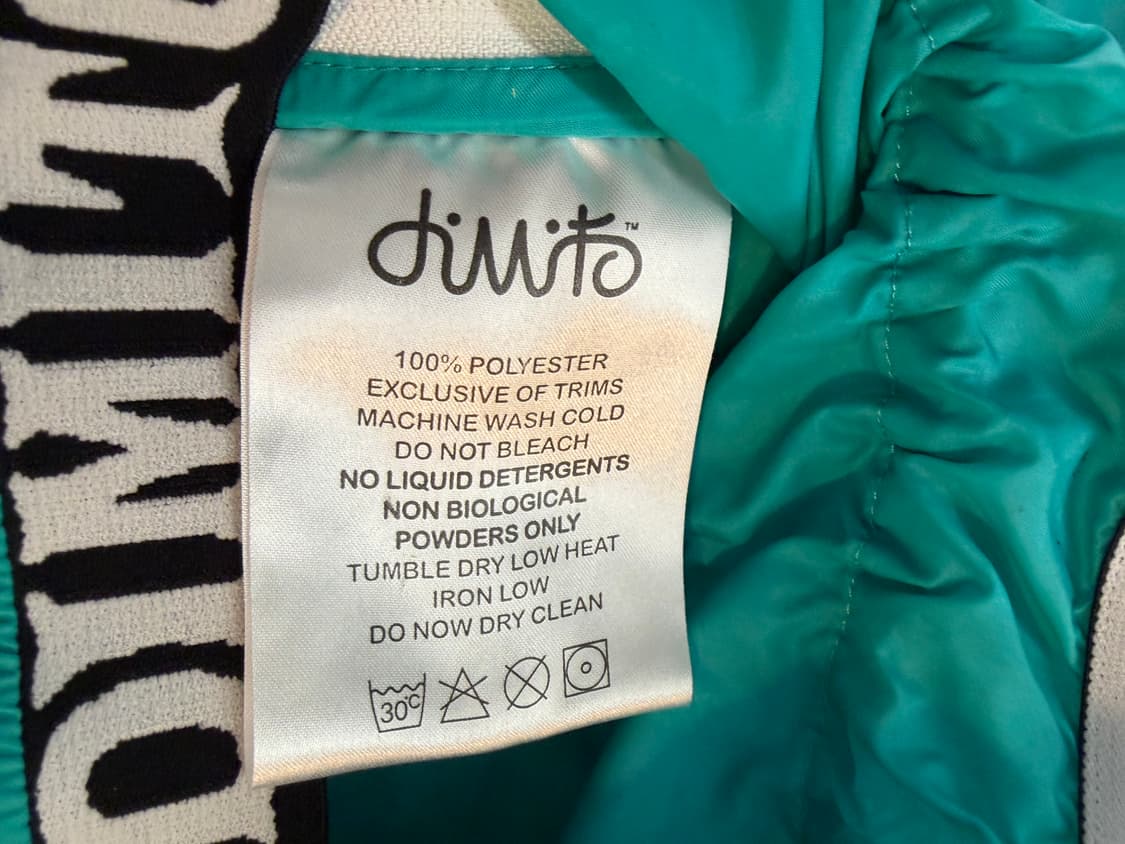 dimito™
100% POLYESTER
EXCLUSIVE OF TRIMS
MACHINE WASH COLD
DO NOT BLEACH
NO LIQUID DETERGENTS
NON BIOLOGICAL
POWDERS ONLY
TUMBLE DRY LOW HEAT
IRON LOW
DO NOW DRY CLEAN
30°C